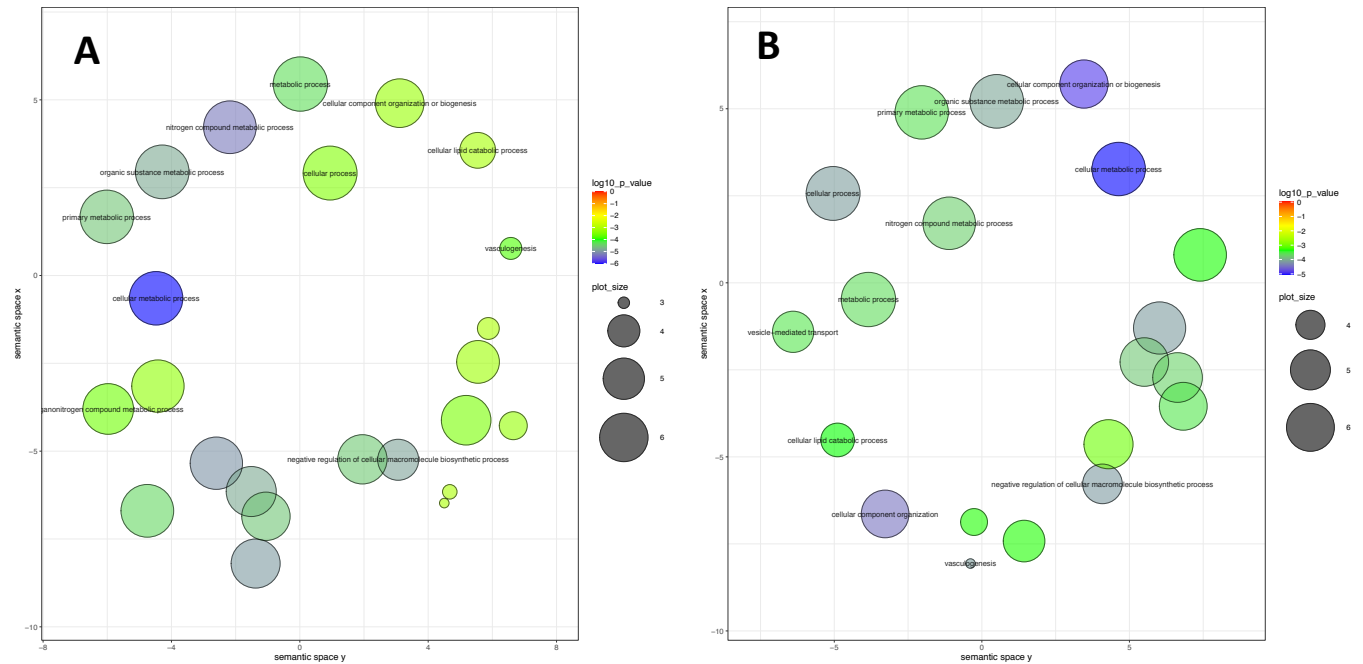 A
metabolic process
cellular component organization or biogenesis
nitrogen compound metabolic process
cellular lipid catabolic process
organic substance metabolic process
cellular process
primary metabolic process
vasculogenesis
cellular metabolic process
ganonitrogen compound metabolic process
negative regulation of cellular macromolecule biosynthetic process
5
0
−5
−10
−8
−4
0
4
8
semantic space x
semantic space y
log10_p_value
0
−1
−2
−3
−4
−5
−6
plot_size
3
4
5
6
B
cellular component organization or biogenesis
organic substance metabolic process
primary metabolic process
cellular metabolic process
cellular process
nitrogen compound metabolic process
metabolic process
vesicle−mediated transport
cellular lipid catabolic process
negative regulation of cellular macromolecule biosynthetic process
cellular component organization
vasculogenesis
5
0
−5
−10
−5
0
5
semantic space x
semantic space y
log10_p_value
0
−1
−2
−3
−4
−5
plot_size
4
5
6